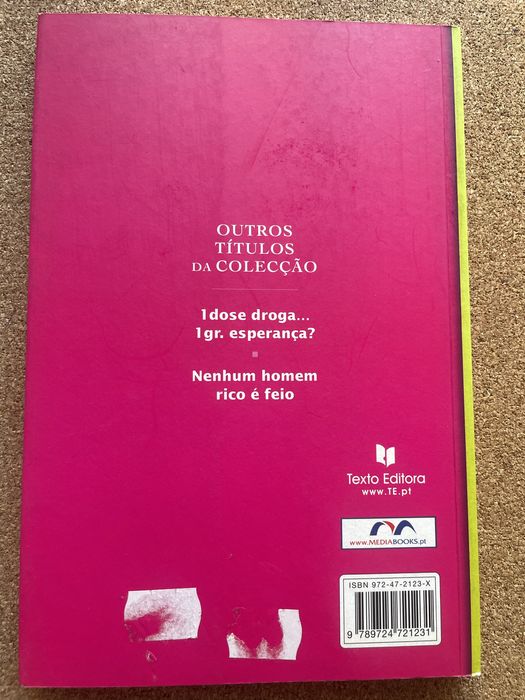 OUTROS
TÍTULOS
DA COLECÇÃO
1dose droga...
1gr. esperança?
Nenhum homem
rico é feio
Texto Editora
www.TE.pt
www.MEDIABOOKS.pt
ISBN 972-47-2123-X
9 789724 721231